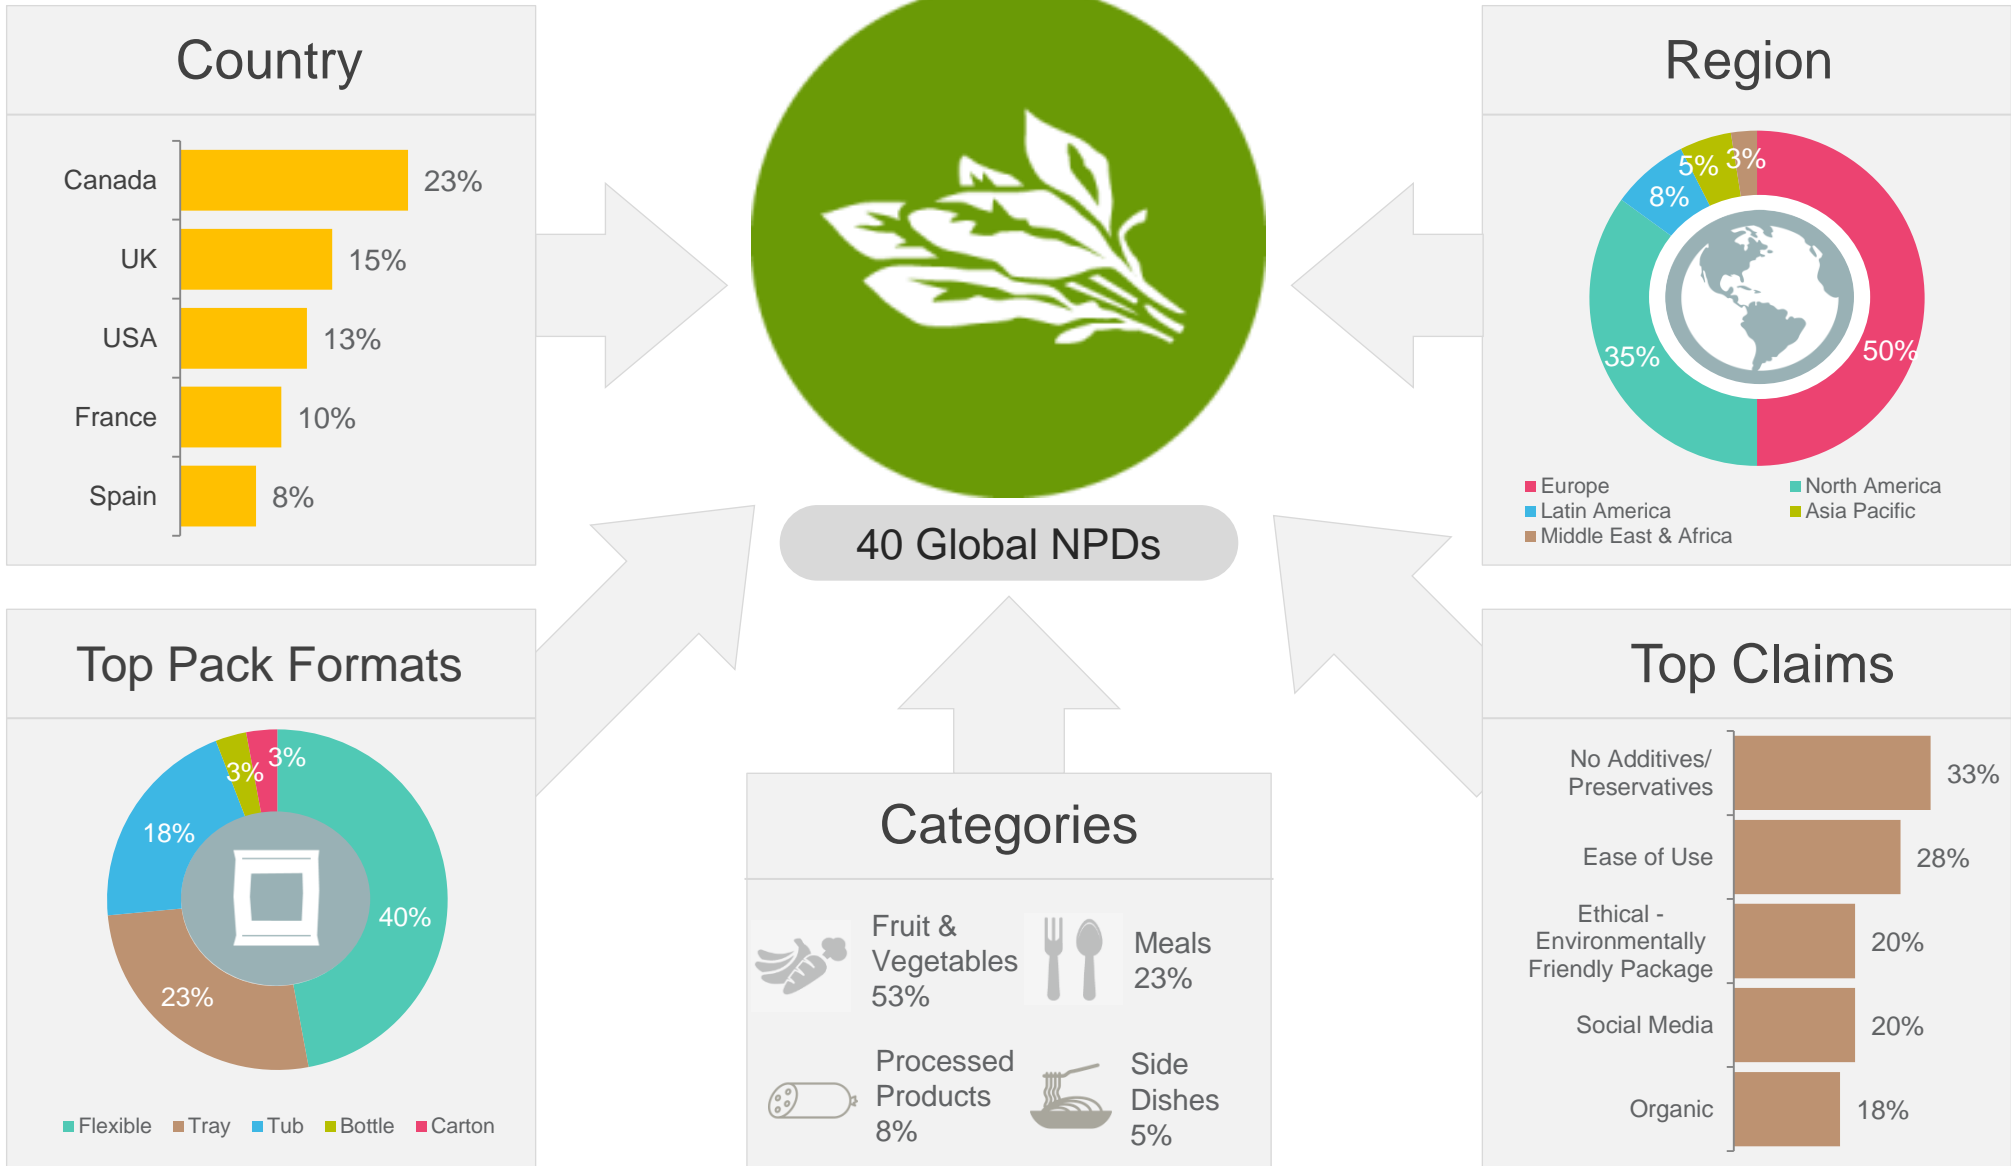 Country
Canada
23%
UK
15%
USA
13%
France
10%
Spain
8%
40 Global NPDs
Region
5%
3%
8%
35%
50%
Europe
North America
Latin America
Asia Pacific
Middle East & Africa
Top Pack Formats
3%
3%
18%
40%
23%
Flexible
Tray
Tub
Bottle
Carton
Categories
Fruit &
Vegetables
53%
Meals
23%
Processed
Products
8%
Side
Dishes
5%
Top Claims
No Additives/
Preservatives
33%
Ease of Use
28%
Ethical -
Environmentally
Friendly Package
20%
Social Media
20%
Organic
18%